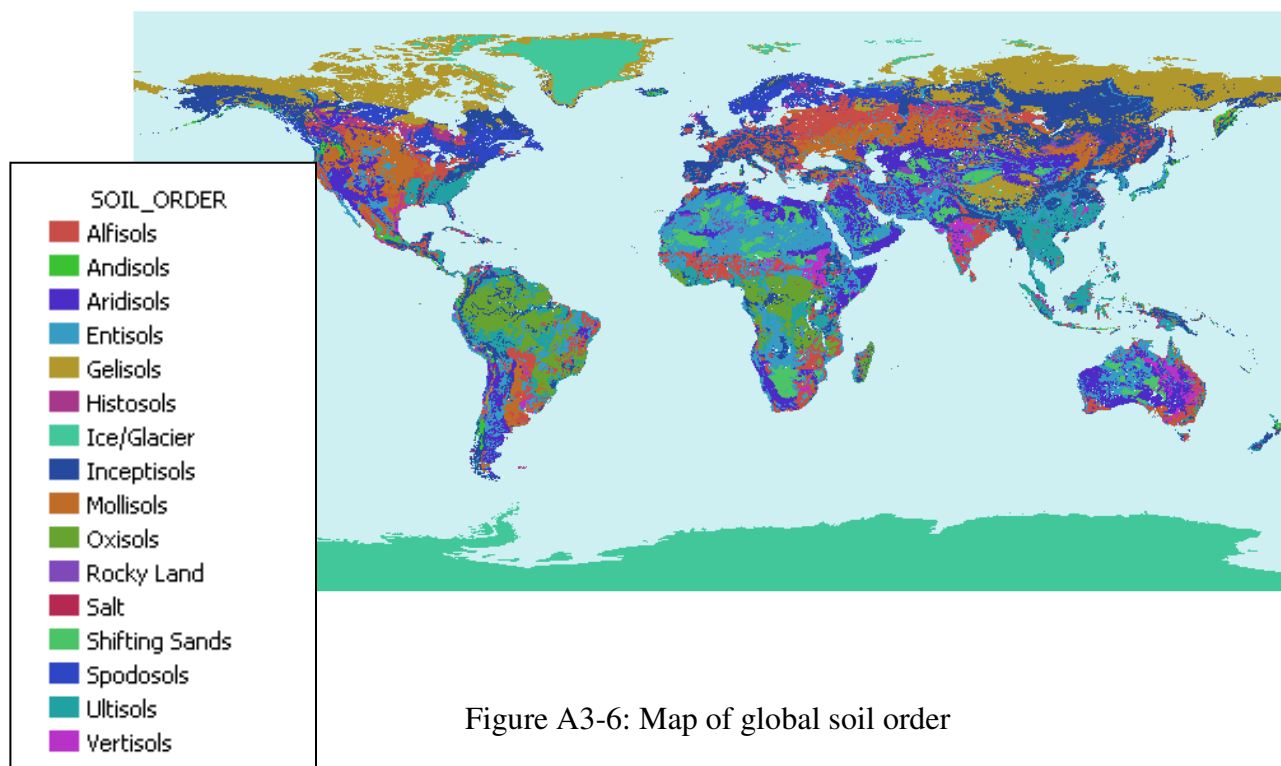 SOIL_ORDER
Alfisols
Andisols
Aridisols
Entisols
Gelisols
Histosols
Ice/Glacier
Inceptisols
Mollisols
Oxisols
Rocky Land
Salt
Shifting Sands
Spodosols
Ultisols
Vertisols
Figure A3-6: Map of global soil order